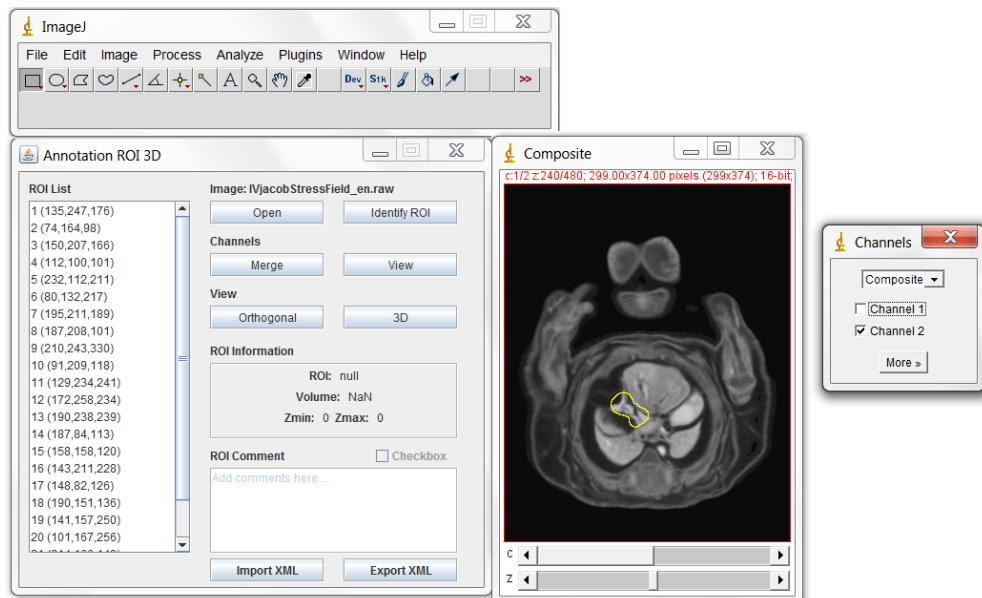 ImageJ
File Edit Image Process Analyze Plugins Window Help
A Dev Stk >>
Annotation ROI 3D
ROI List
1 (135,247,176)
2 (74,164,98)
3 (150,207,166)
4 (112,100,101)
5 (232,112,211)
6 (80,132,217)
7 (195,211,189)
8 (187,208,101)
9 (210,243,330)
10 (91,209,118)
11 (129,234,241)
12 (172,258,234)
13 (190,238,239)
14 (187,84,113)
15 (158,158,120)
16 (143,211,228)
17 (148,82,126)
18 (190,151,136)
19 (141,157,250)
20 (101,167,256)
Image: IVjacobStressField_en.raw
Open Identify ROI
Channels
Merge View
View
Orthogonal 3D
ROI Information
ROI: null
Volume: NaN
Zmin: 0 Zmax: 0
ROI Comment Checkbox
Add comments here ...
Import XML Export XML
Composite
c:1/2 z:240/480; 299.00x374.00 pixels (299x374); 16-bit;
C
Z
Channels
Composite
Channel 1
Channel 2
More »